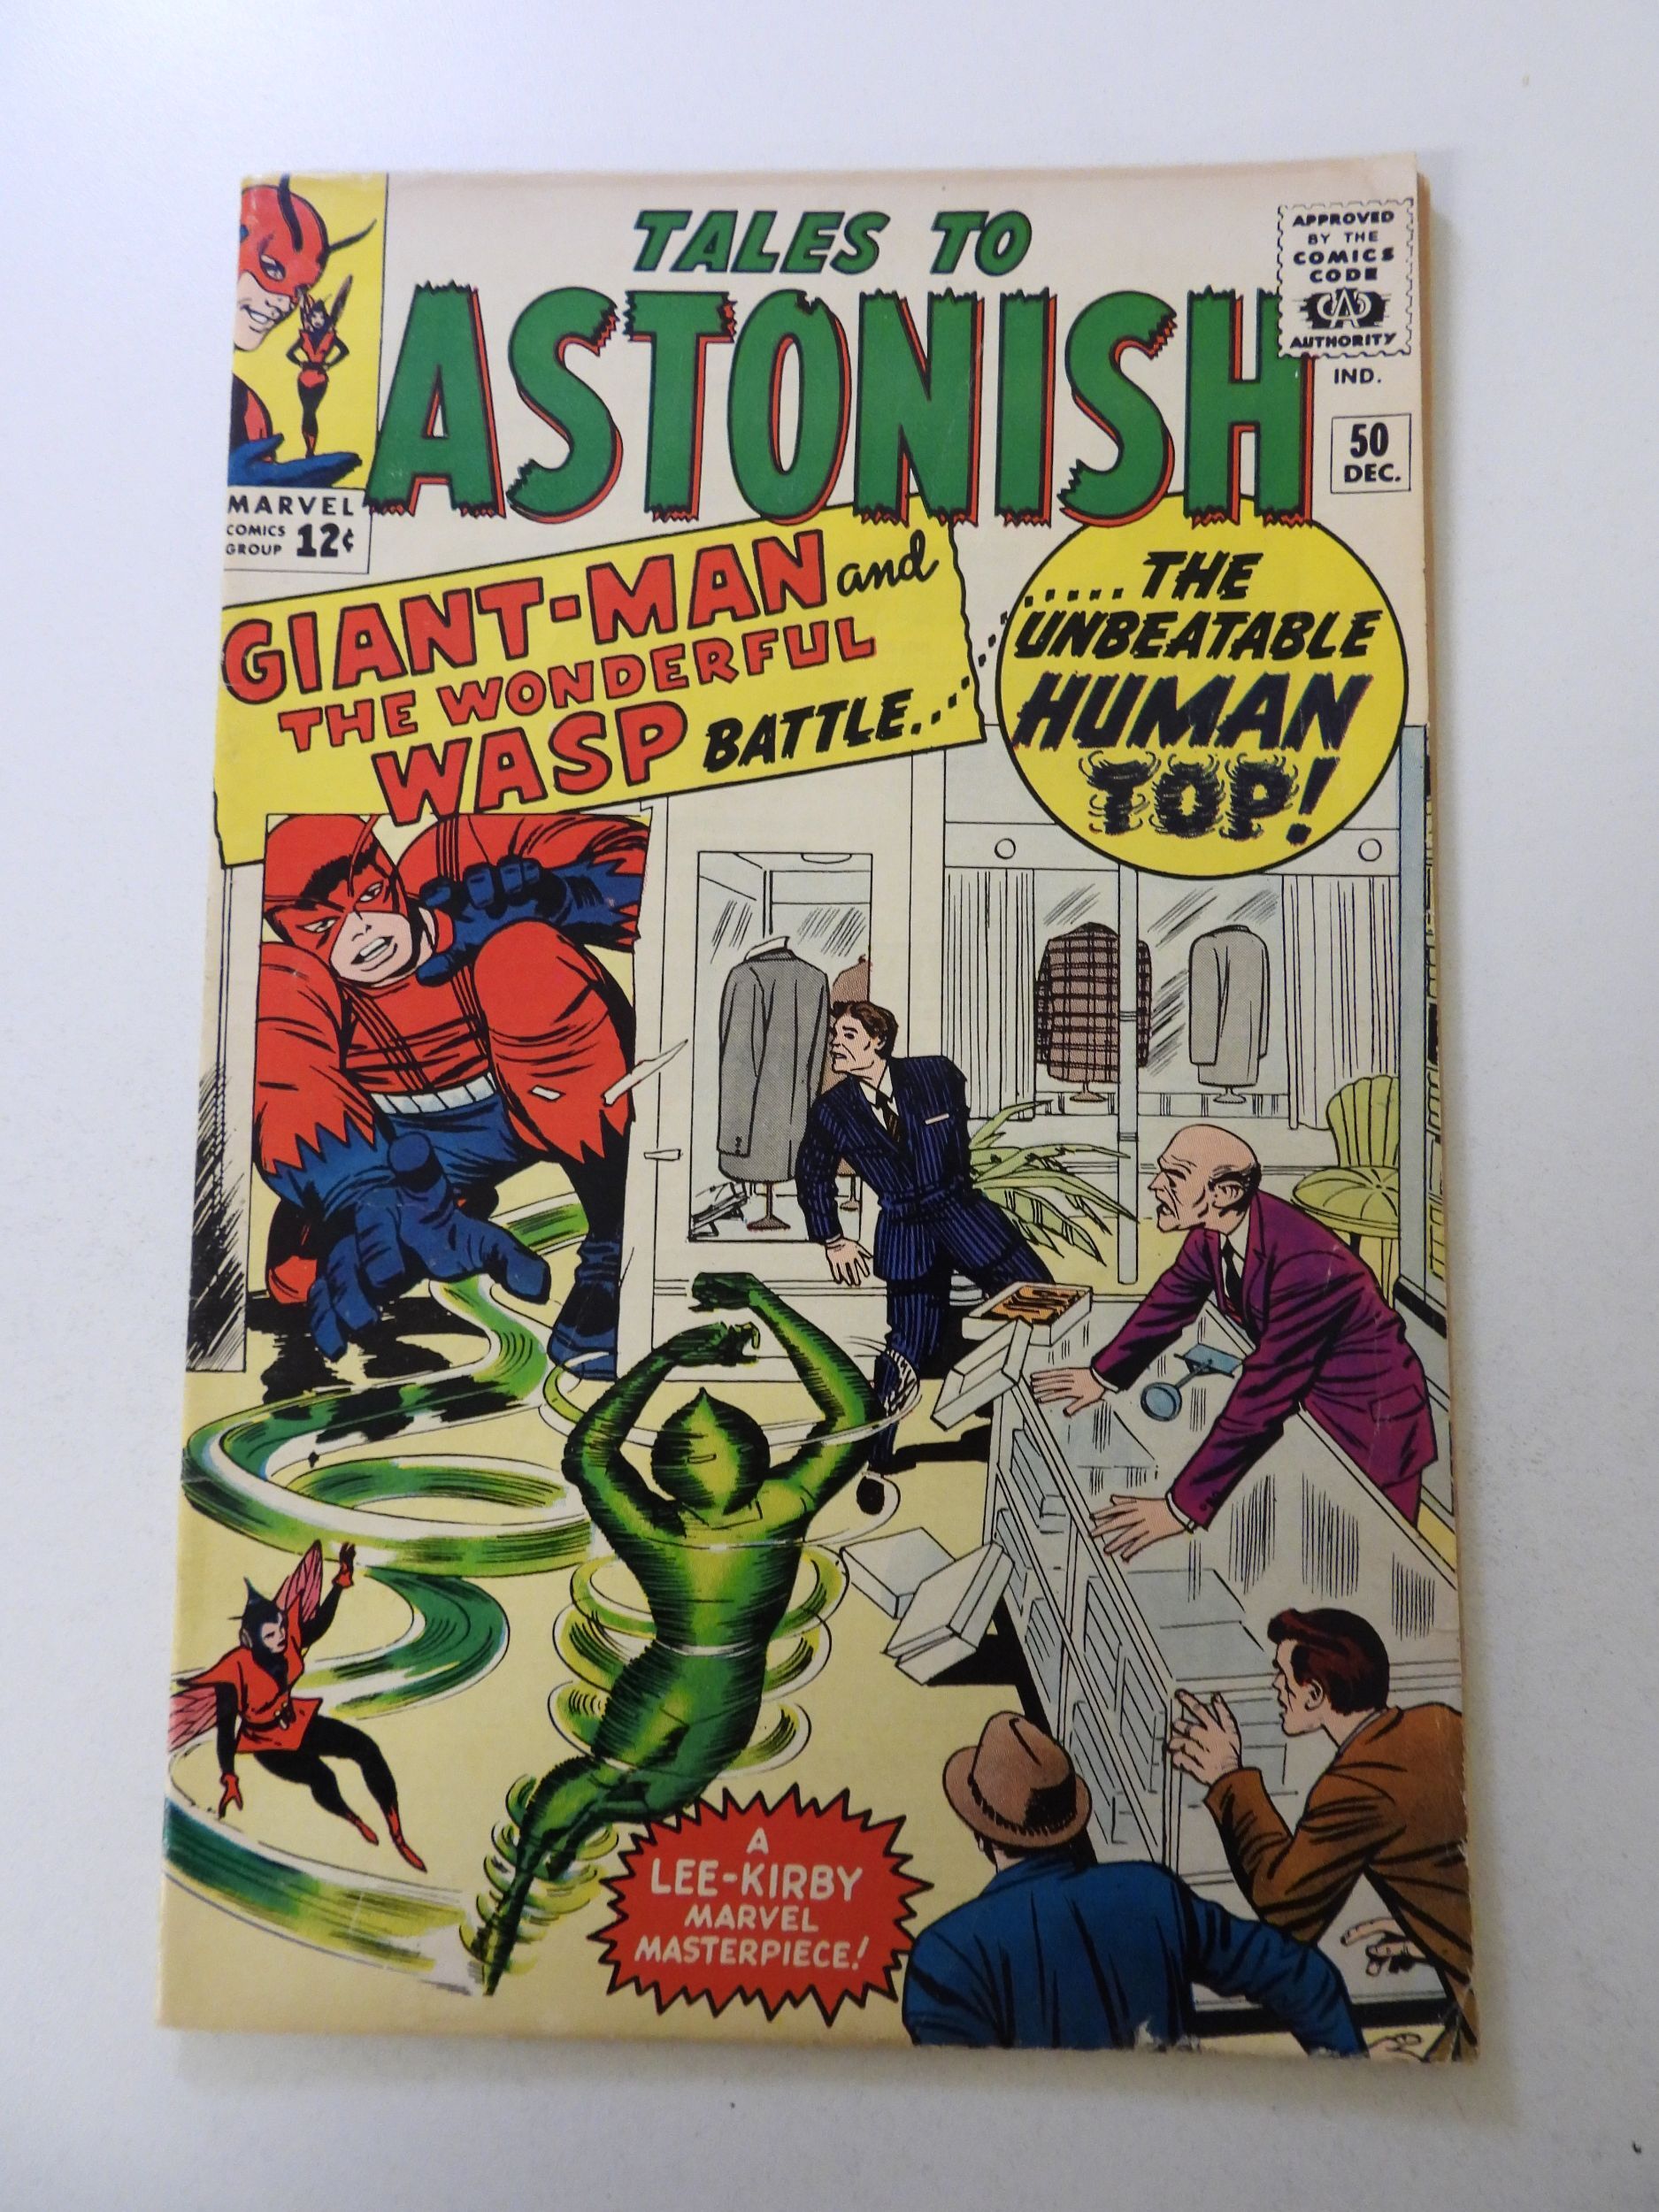 TALES TO
ASTONISH
APPROVED
BY THE
COMICS
CODE
CA
AUTHORITY
IND.
50
DEC.
MARVEL
COMICS
GROUP 12¢
GIANT-MAN and
THE WONDERFUL
WASP BATTLE...
.....THE
UNBEATABLE
HUMAN
TOP!
A
LEE-KIRBY
MARVEL
MASTERPIECE!